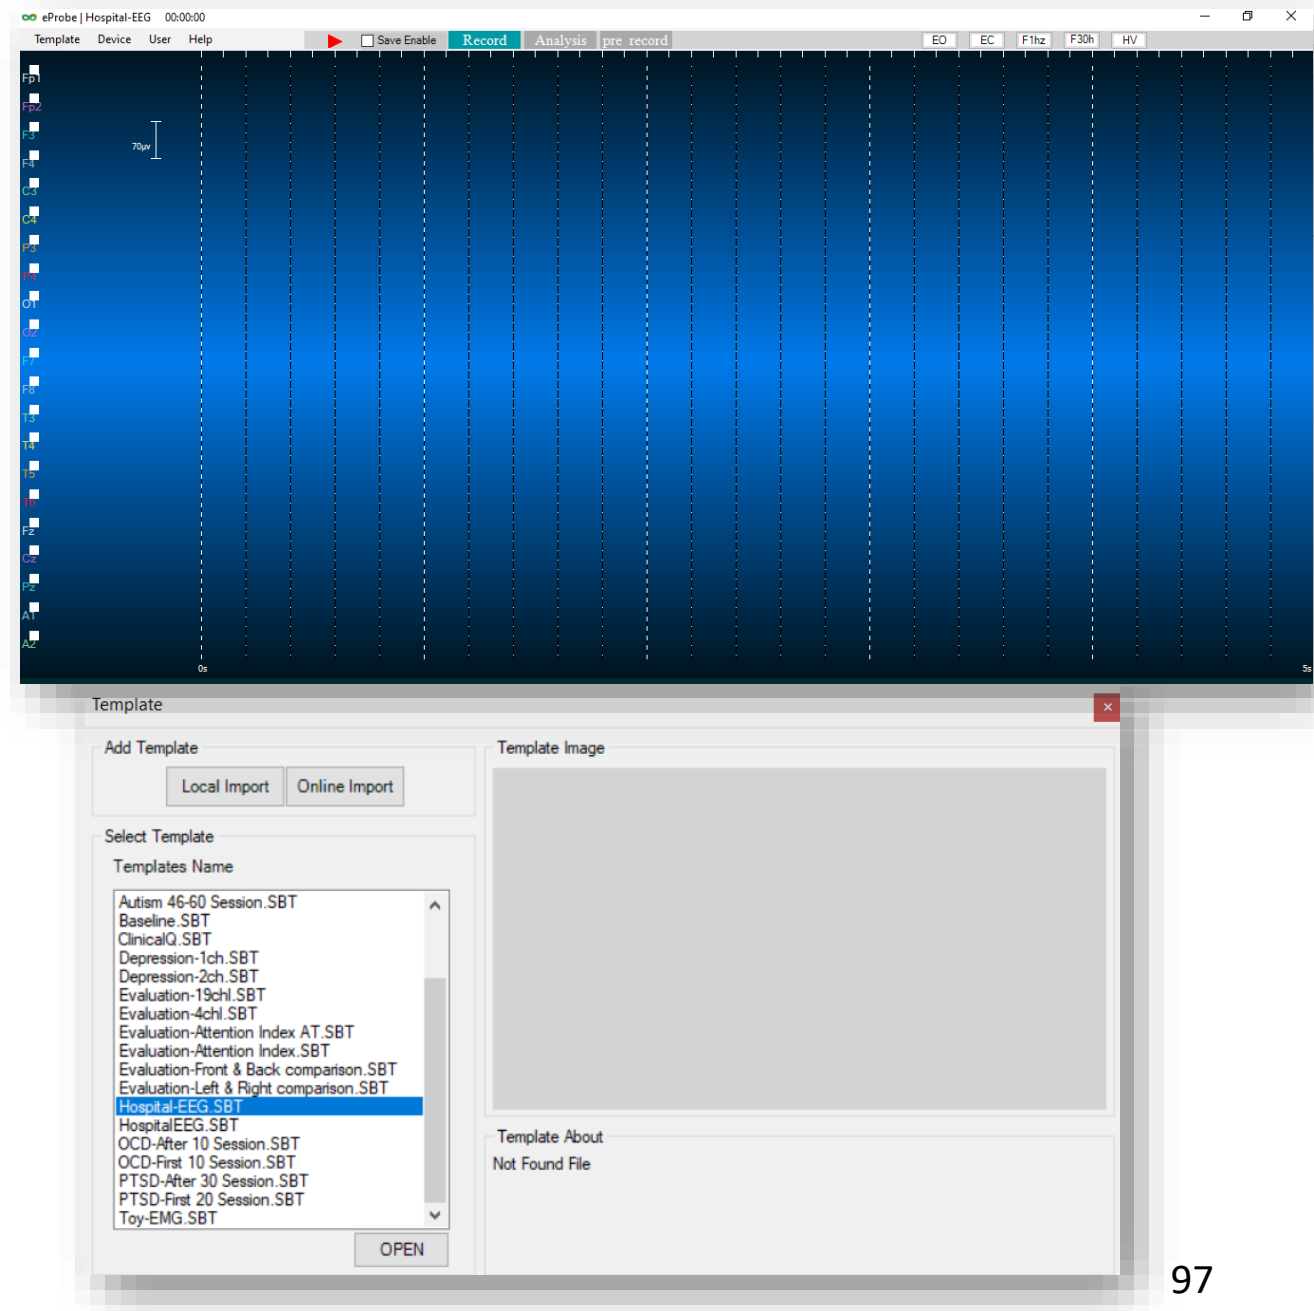 eProbe | Hospital-EEG 00:00:00
Template Device User Help Save Enable Record Analysis pre record EO EC F1hz F30h HV
Fp1
Fp2
F3
70µv
F4
C3
C4
P3
P4
O1
O2
F7
F8
T3
T4
T5
T6
Fz
Cz
Pz
A1
A2
0s 5s
Template
Add Template
Local Import Online Import
Template Image
Select Template
Templates Name
Autism 46-60 Session.SBT
Baseline.SBT
ClinicalQ.SBT
Depression-1ch.SBT
Depression-2ch.SBT
Evaluation-19chl.SBT
Evaluation-4chl.SBT
Evaluation-Attention Index AT.SBT
Evaluation-Attention Index.SBT
Evaluation-Front & Back comparison.SBT
Evaluation-Left & Right comparison.SBT
Hospital-EEG.SBT
HospitalEEG.SBT
OCD-After 10 Session.SBT
OCD-First 10 Session.SBT
PTSD-After 30 Session.SBT
PTSD-First 20 Session.SBT
Toy-EMG.SBT
OPEN
Template About
Not Found File
97